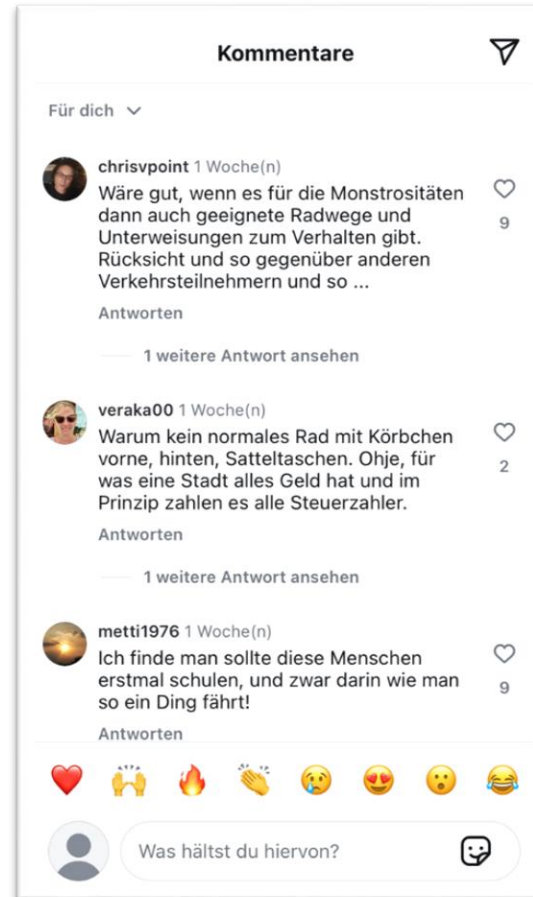 Kommentare
Für dich
chrisvpoint 1 Woche(n)
Wäre gut, wenn es für die Monstrositäten
dann auch geeignete Radwege und
Unterweisungen zum Verhalten gibt.
Rücksicht und so gegenüber anderen
Verkehrsteilnehmern und so ...
9
Antworten
1 weitere Antwort ansehen
veraka00 1 Woche(n)
Warum kein normales Rad mit Körbchen
vorne, hinten, Satteltaschen. Ohje, für
was eine Stadt alles Geld hat und im
Prinzip zahlen es alle Steuerzahler.
2
Antworten
1 weitere Antwort ansehen
metti1976 1 Woche(n)
Ich finde man sollte diese Menschen
erstmal schulen, und zwar darin wie man
so ein Ding fährt!
9
Antworten
Was hältst du hiervon?